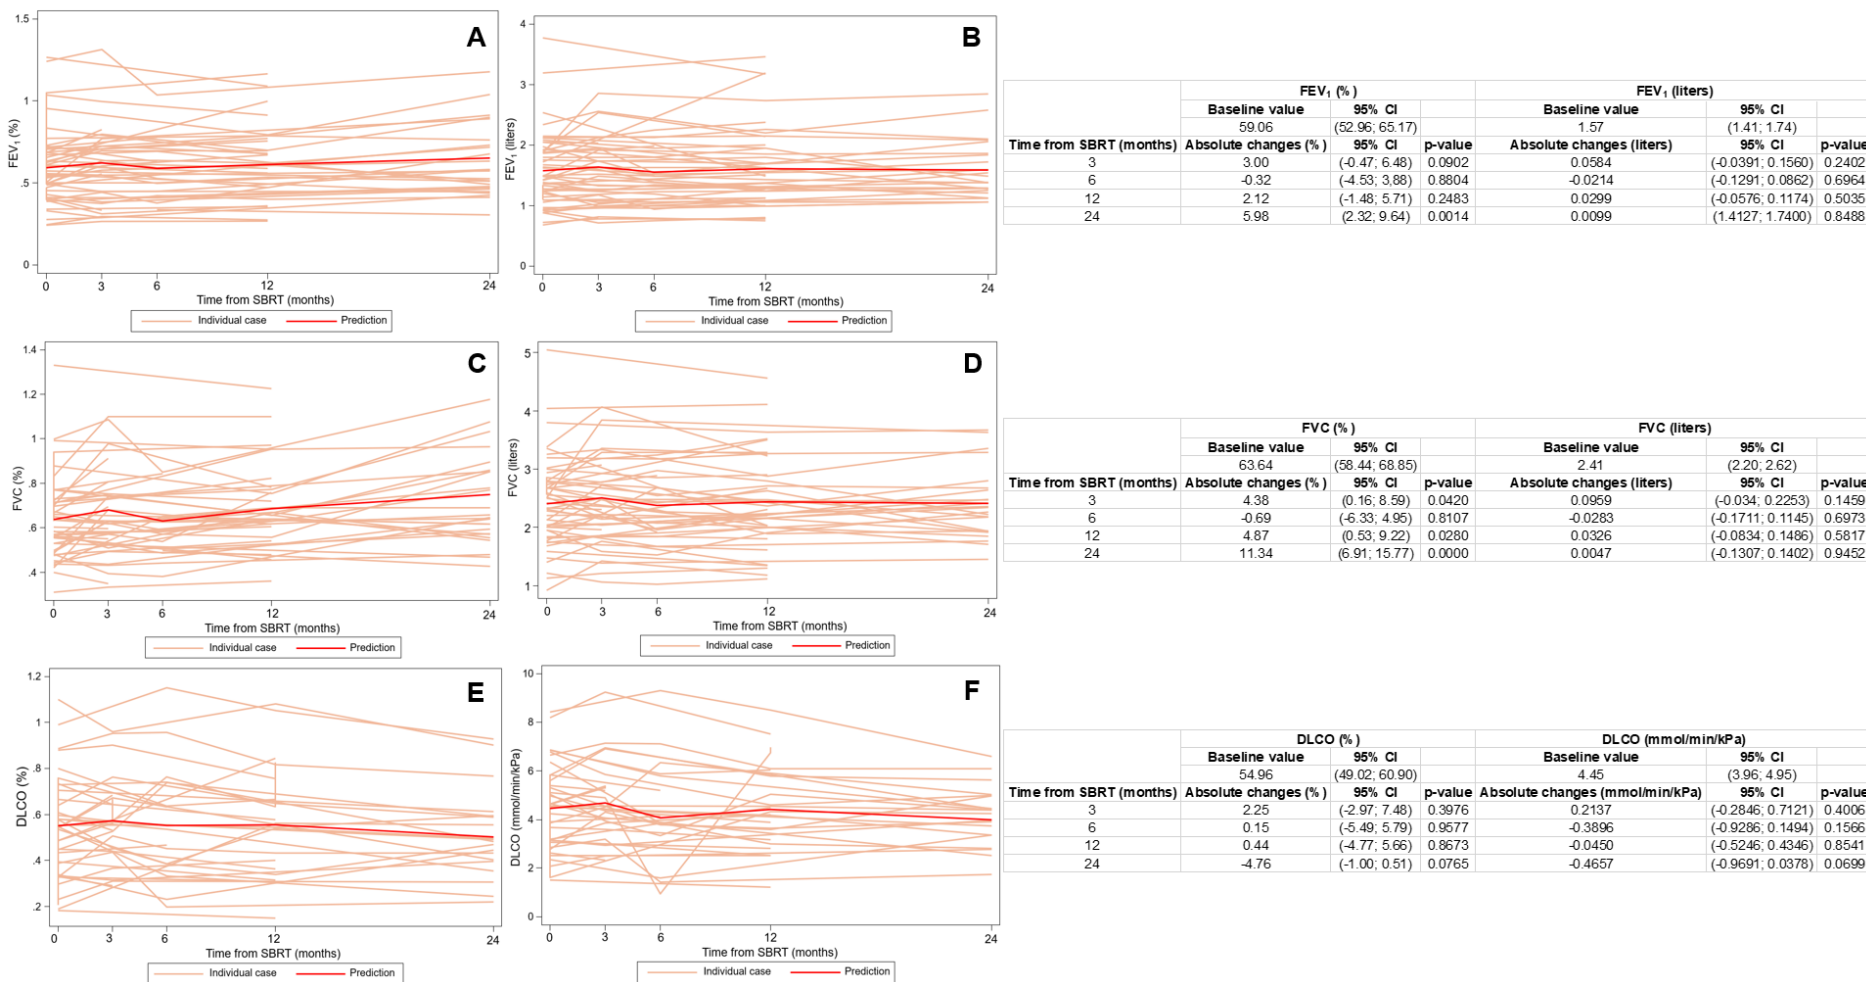 A
1.5
1
.5
0
FEV₁ (%)
0 3 6 12 24
Time from SBRT (months)
Individual case Prediction
B
4
3
2
1
0
FEV₁ (liters)
0 3 6 12 24
Time from SBRT (months)
Individual case Prediction
FEV₁ (%) FEV₁ (liters)
Baseline value 95% CI Baseline value 95% CI
59.06 (52.96; 65.17) 1.57 (1.41; 1.74)
Time from SBRT (months) Absolute changes (%) 95% CI p-value Absolute changes (liters) 95% CI p-value
3 3.00 (-0.47; 6.48) 0.0902 0.0584 (-0.0391; 0.1560) 0.2402
6 -0.32 (-4.53; 3,88) 0.8804 -0.0214 (-0.1291; 0.0862) 0.6964
12 2.12 (-1.48; 5.71) 0.2483 0.0299 (-0.0576; 0.1174) 0.5035
24 5.98 (2.32; 9.64) 0.0014 0.0099 (1.4127; 1.7400) 0.8488
C
1.4
1.2
1
.8
.6
.4
FVC (%)
0 3 6 12 24
Time from SBRT (months)
Individual case Prediction
D
5
4
3
2
1
FVC (liters)
0 3 6 12 24
Time from SBRT (months)
Individual case Prediction
FVC (%) FVC (liters)
Baseline value 95% CI Baseline value 95% CI
63.64 (58.44; 68.85) 2.41 (2.20; 2.62)
Time from SBRT (months) Absolute changes (%) 95% CI p-value Absolute changes (liters) 95% CI p-value
3 4.38 (0.16; 8.59) 0.0420 0.0959 (-0.034; 0.2253) 0.1459
6 -0.69 (-6.33; 4.95) 0.8107 -0.0283 (-0.1711; 0.1145) 0.6973
12 4.87 (0.53; 9.22) 0.0280 0.0326 (-0.0834; 0.1486) 0.5817
24 11.34 (6.91; 15.77) 0.0000 0.0047 (-0.1307; 0.1402) 0.9452
E
1.2
1
.8
.6
.4
.2
DLCO (%)
0 3 6 12 24
Time from SBRT (months)
Individual case Prediction
F
10
8
6
4
2
0
DLCO (mmol/min/kPa)
0 3 6 12 24
Time from SBRT (months)
Individual case Prediction
DLCO (%) DLCO (mmol/min/kPa)
Baseline value 95% CI Baseline value 95% CI
54.96 (49.02; 60.90) 4.45 (3.96; 4.95)
Time from SBRT (months) Absolute changes (%) 95% CI p-value Absolute changes (mmol/min/kPa) 95% CI p-value
3 2.25 (-2.97; 7.48) 0.3976 0.2137 (-0.2846; 0.7121) 0.4006
6 0.15 (-5.49; 5.79) 0.9577 -0.3896 (-0.9286; 0.1494) 0.1566
12 0.44 (-4.77; 5.66) 0.8673 -0.0450 (-0.5246; 0.4346) 0.8541
24 -4.76 (-1.00; 0.51) 0.0765 -0.4657 (-0.9691; 0.0378) 0.0699